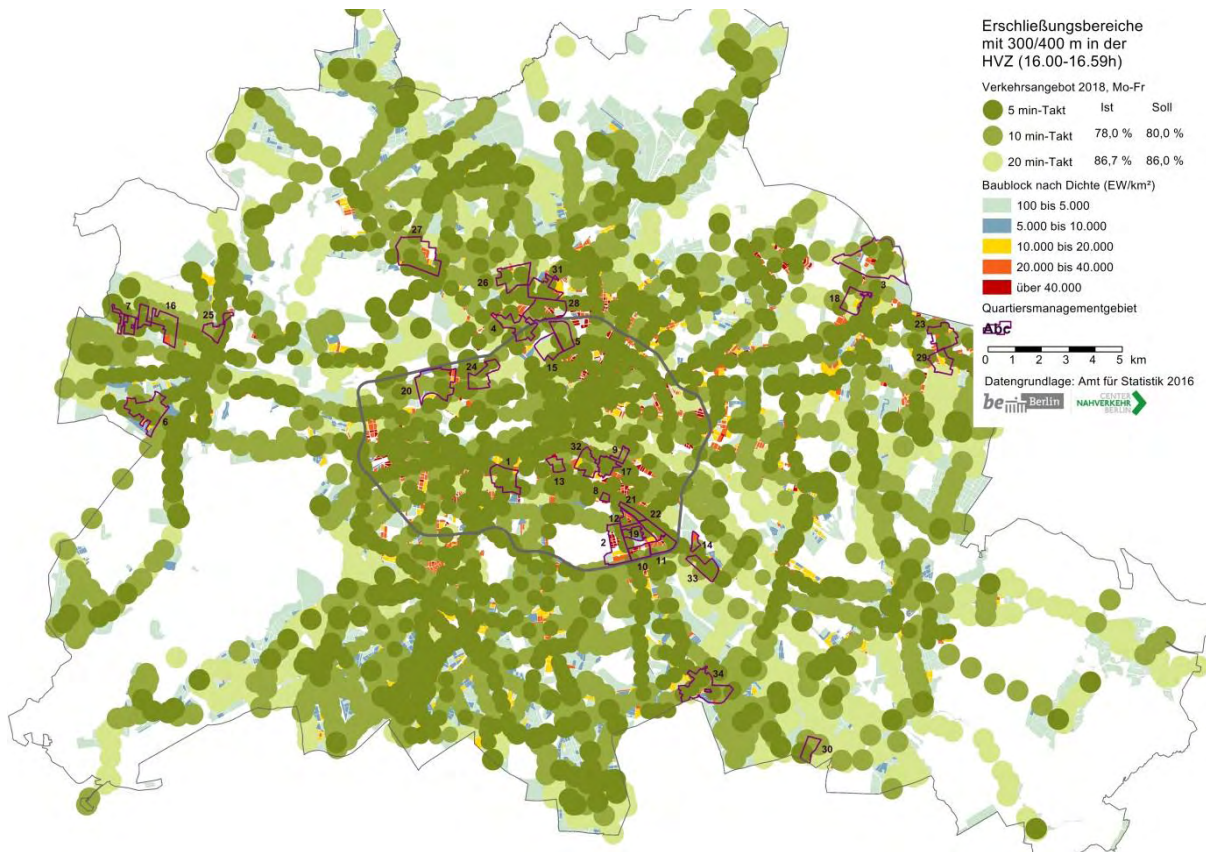 Erschließungsbereiche
mit 300/400 m in der
HVZ (16.00-16.59h)
Verkehrsangebot 2018, Mo-Fr
5 min-Takt Ist Soll
10 min-Takt 78,0 % 80,0 %
20 min-Takt 86,7 % 86,0 %
Baublock nach Dichte (EW/km²)
100 bis 5.000
5.000 bis 10.000
10.000 bis 20.000
20.000 bis 40.000
über 40.000
Quartiersmanagementgebiet
Abc
0 1 2 3 4 5 km
Datengrundlage: Amt für Statistik 2016
be Berlin
CENTER
NAHVERKEHR
BERLIN
27
26
31
3
7
16
25
28
18
4
5
23
15
29
24
20
6
32
9
1
13
17
8
21
12
22
2
19
14
11
10
33
34
30